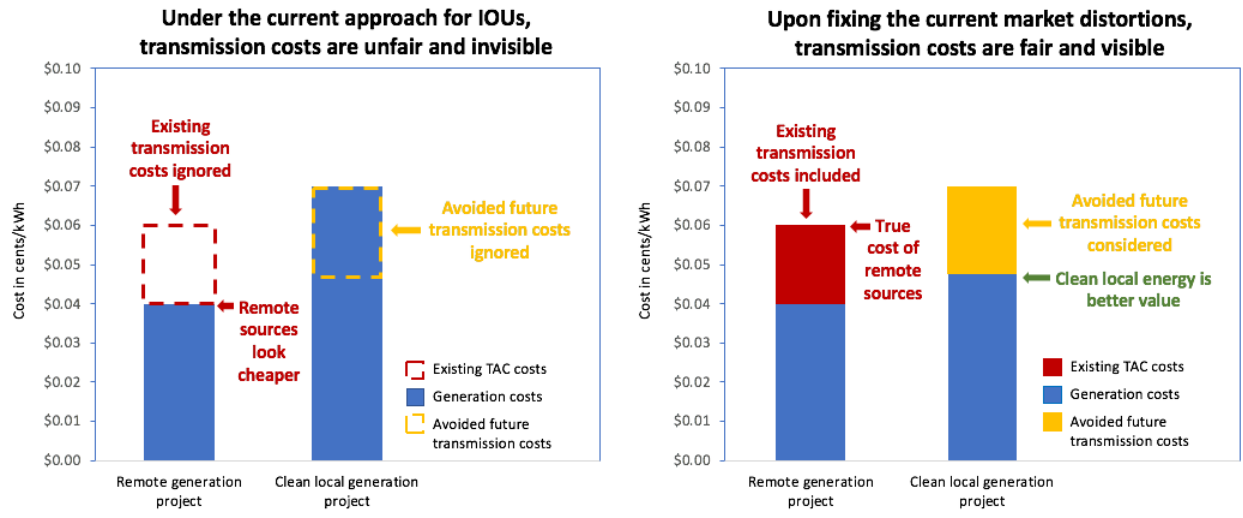 Under the current approach for IOUs,
transmission costs are unfair and invisible
$0.10
$0.09
$0.08
$0.07
$0.06
$0.05
$0.04
$0.03
$0.02
$0.01
$0.00
Cost in cents/kWh
Existing
transmission
costs ignored
Avoided future
transmission costs
ignored
Remote
sources
look
cheaper
Existing TAC costs
Generation costs
Avoided future
transmission costs
Remote generation
project
Clean local generation
project
Upon fixing the current market distortions,
transmission costs are fair and visible
$0.10
$0.09
$0.08
$0.07
$0.06
$0.05
$0.04
$0.03
$0.02
$0.01
$0.00
Cost in cents/kWh
Existing
transmission
costs included
True
cost of
remote
sources
Avoided future
transmission costs
considered
Clean local energy is
better value
Existing TAC costs
Generation costs
Avoided future
transmission costs
Remote generation
project
Clean local generation
project